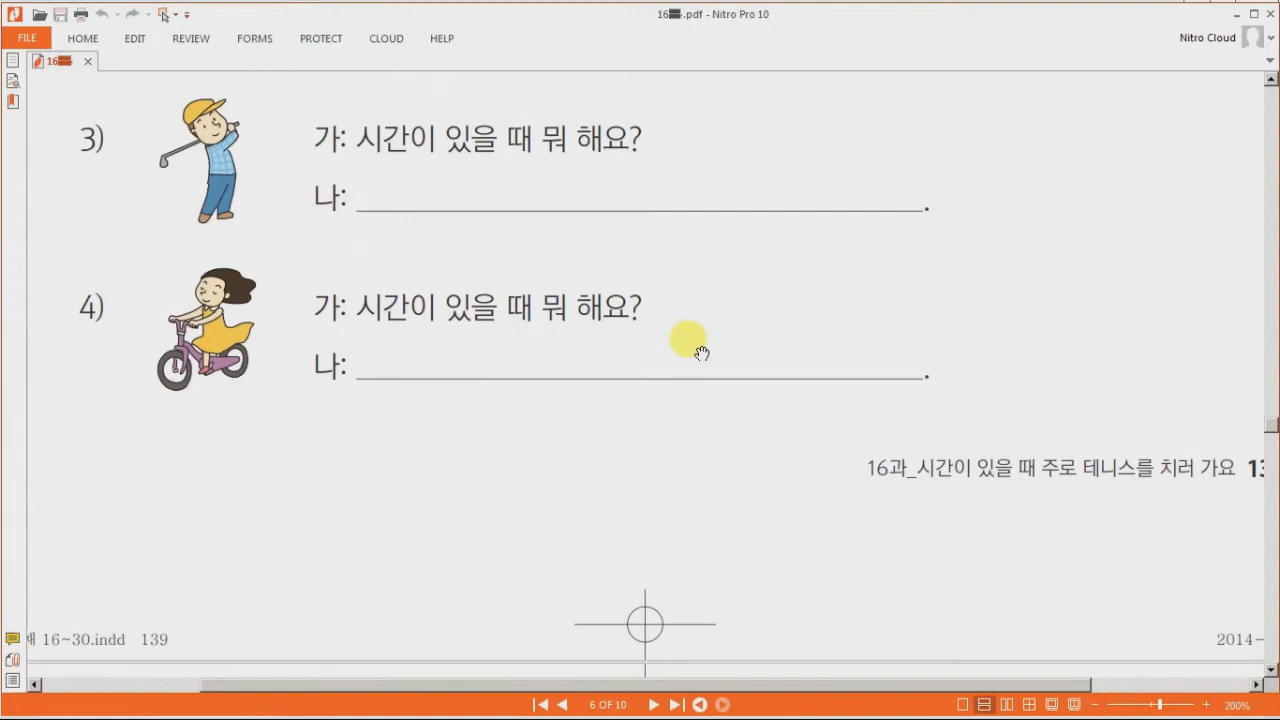 16.pdf - Nitro Pro 10
FILE HOME EDIT REVIEW FORMS PROTECT CLOUD HELP
Nitro Cloud
16
3) 가: 시간이 있을 때 뭐 해요?
나: .
4) 가: 시간이 있을 때 뭐 해요?
나: .
16과_시간이 있을 때 주로 테니스를 치러 가요 13
16~30.indd 139
2014-
6 OF 10
200%